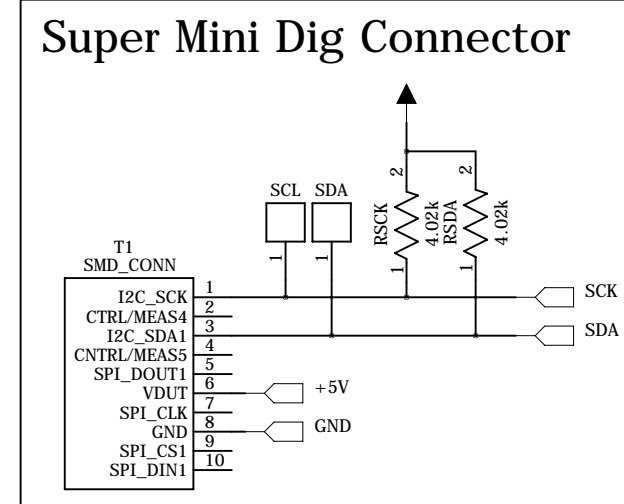 Super Mini Dig Connector
SCL SDA
1 1
2 2
RSCK 4.02k RSDA 4.02k
1 1
T1
SMD_CONN
I2C_SCK 1 SCK
CTRL/MEAS4 2
I2C_SDA1 3 SDA
CNTRL/MEAS5 4
SPI_DOUT1 5
VDUT 6 +5V
SPI_CLK 7
GND 8 GND
SPI_CS1 9
SPI_DIN1 10